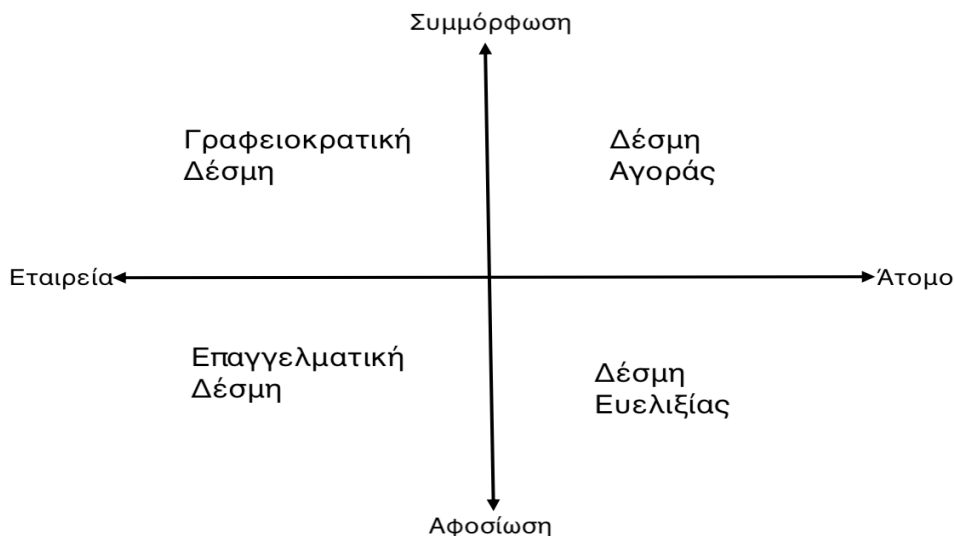 Συμμόρφωση
Γραφειοκρατική
Δέσμη
Δέσμη
Αγοράς
Εταιρεία
Άτομο
Επαγγελματική
Δέσμη
Δέσμη
Ευελιξίας
Αφοσίωση